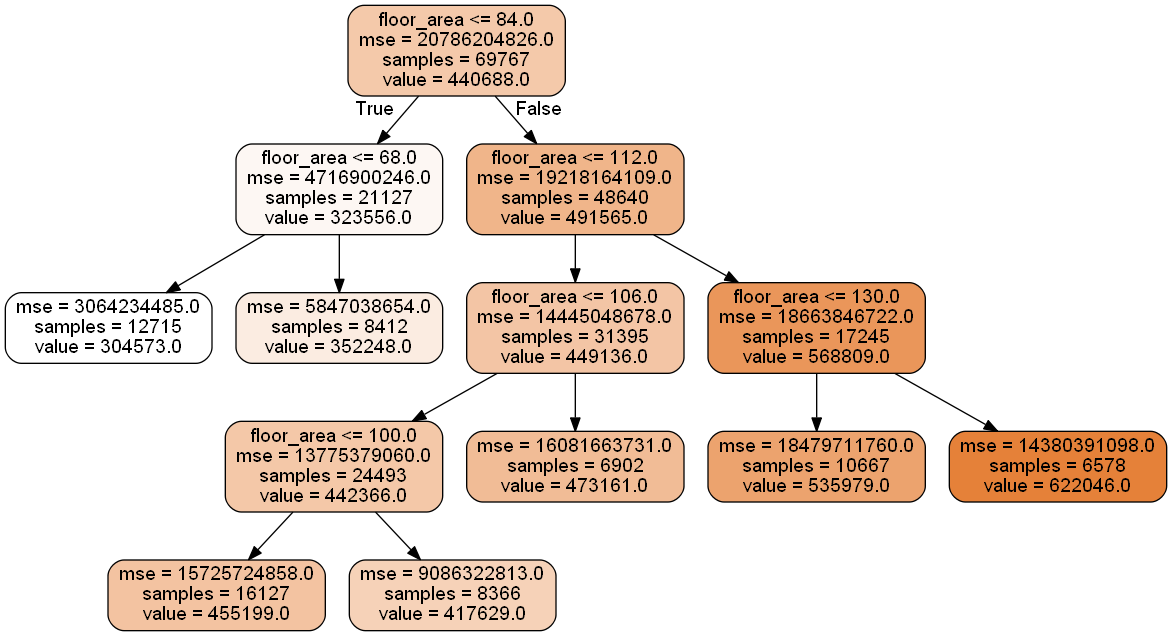 floor_area <= 84.0
mse = 20786204826.0
samples = 69767
value = 440688.0
True
False
floor_area <= 68.0
mse = 4716900246.0
samples = 21127
value = 323556.0
floor_area <= 112.0
mse = 19218164109.0
samples = 48640
value = 491565.0
mse = 3064234485.0
samples = 12715
value = 304573.0
mse = 5847038654.0
samples = 8412
value = 352248.0
floor_area <= 106.0
mse = 14445048678.0
samples = 31395
value = 449136.0
floor_area <= 130.0
mse = 18663846722.0
samples = 17245
value = 568809.0
floor_area <= 100.0
mse = 13775379060.0
samples = 24493
value = 442366.0
mse = 16081663731.0
samples = 6902
value = 473161.0
mse = 18479711760.0
samples = 10667
value = 535979.0
mse = 14380391098.0
samples = 6578
value = 622046.0
mse = 15725724858.0
samples = 16127
value = 455199.0
mse = 9086322813.0
samples = 8366
value = 417629.0